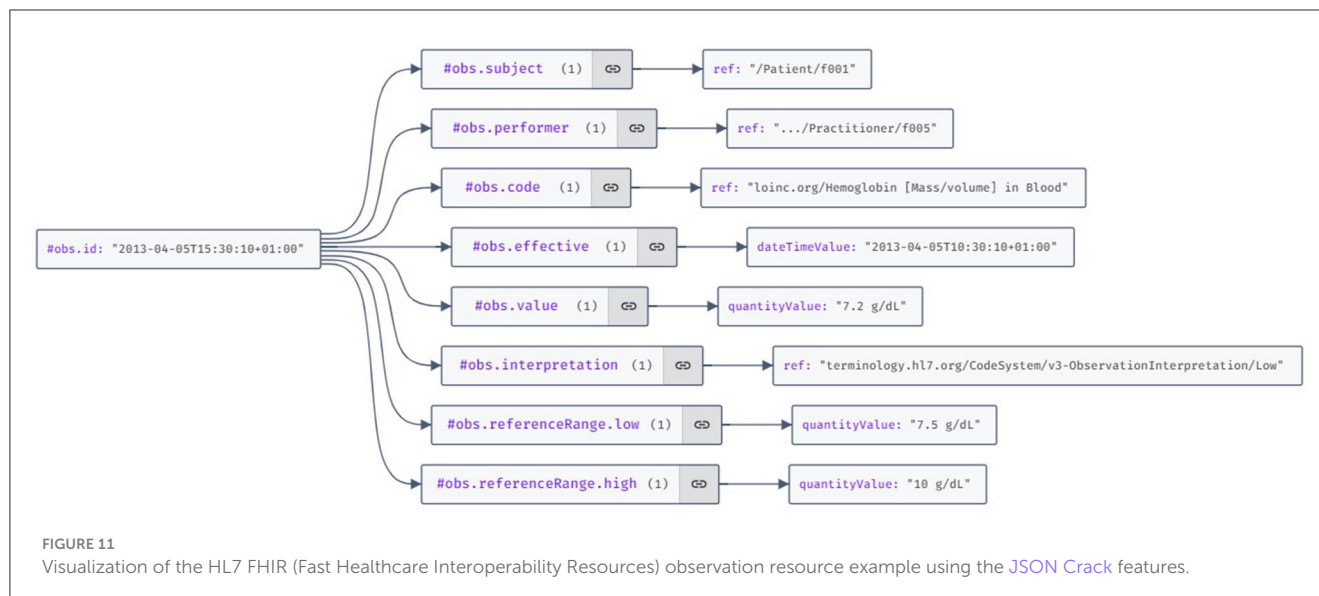 #obs.subject (1) ref: "/Patient/f001"
#obs.performer (1) ref: ".../Practitioner/f005"
#obs.code (1) ref: "loinc.org/Hemoglobin [Mass/volume] in Blood"
#obs.id: "2013-04-05T15:30:10+01:00" #obs.effective (1) dateTimeValue: "2013-04-05T10:30:10+01:00"
#obs.value (1) quantityValue: "7.2 g/dL"
#obs.interpretation (1) ref: "terminology.hl7.org/CodeSystem/v3-ObservationInterpretation/Low"
#obs.referenceRange.low (1) quantityValue: "7.5 g/dL"
#obs.referenceRange.high (1) quantityValue: "10 g/dL"
FIGURE 11
Visualization of the HL7 FHIR (Fast Healthcare Interoperability Resources) observation resource example using the JSON Crack features.